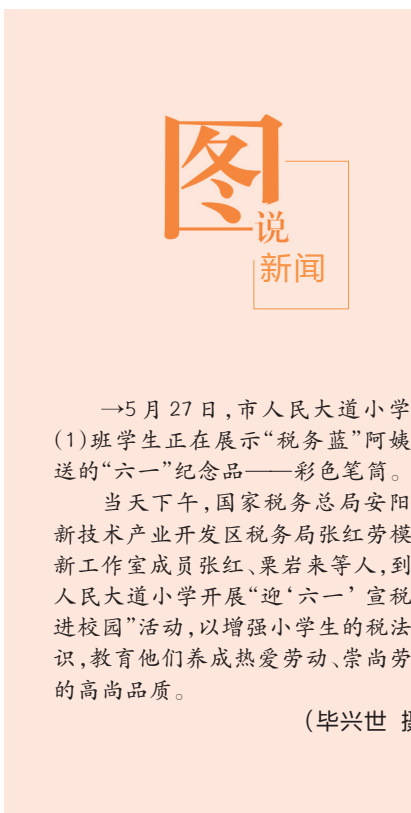 图
说
新闻
→5月27日，市人民大道小学
(1)班学生正在展示“税务蓝”阿姨
送的“六一”纪念品——彩色笔筒。
当天下午，国家税务总局安阳
新技术产业开发区税务局张红劳模
新工作室成员张红、栗岩来等人，到
人民大道小学开展“迎‘六一’ 宣税
进校园”活动，以增强小学生的税法
识，教育他们养成热爱劳动、崇尚劳
的高尚品质。
（毕兴世